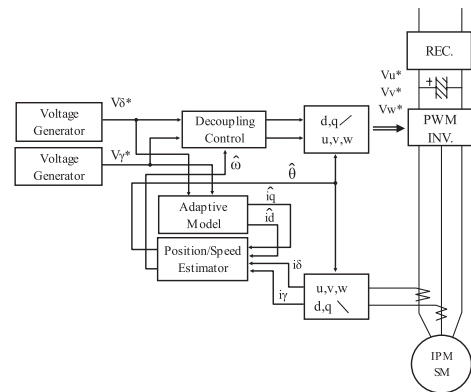 REC.
Vu*
Vv*
Vw*
PWM
INV.
Vδ*
Voltage
Generator
Vγ*
Voltage
Generator
Decoupling
Control
d,q
u,v,w
ω̂
θ̂
Adaptive
Model
îq
îd
Position/Speed
Estimator
iδ
iγ
u,v,w
d,q
IPM
SM